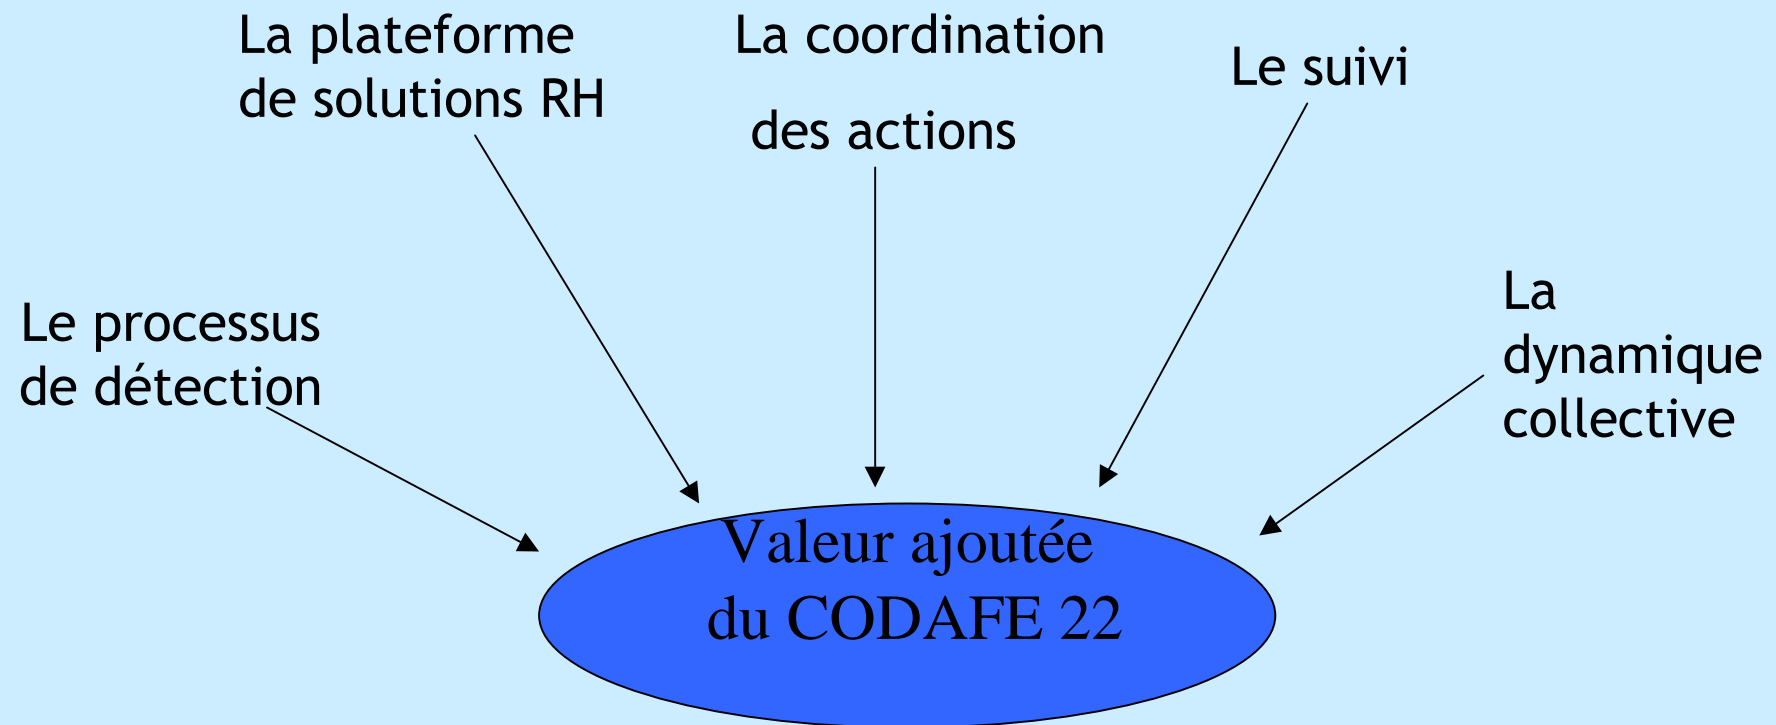 La plateforme
de solutions RH
La coordination
des actions
Le suivi
Le processus
de détection
La
dynamique
collective
Valeur ajoutée
du CODAFE 22